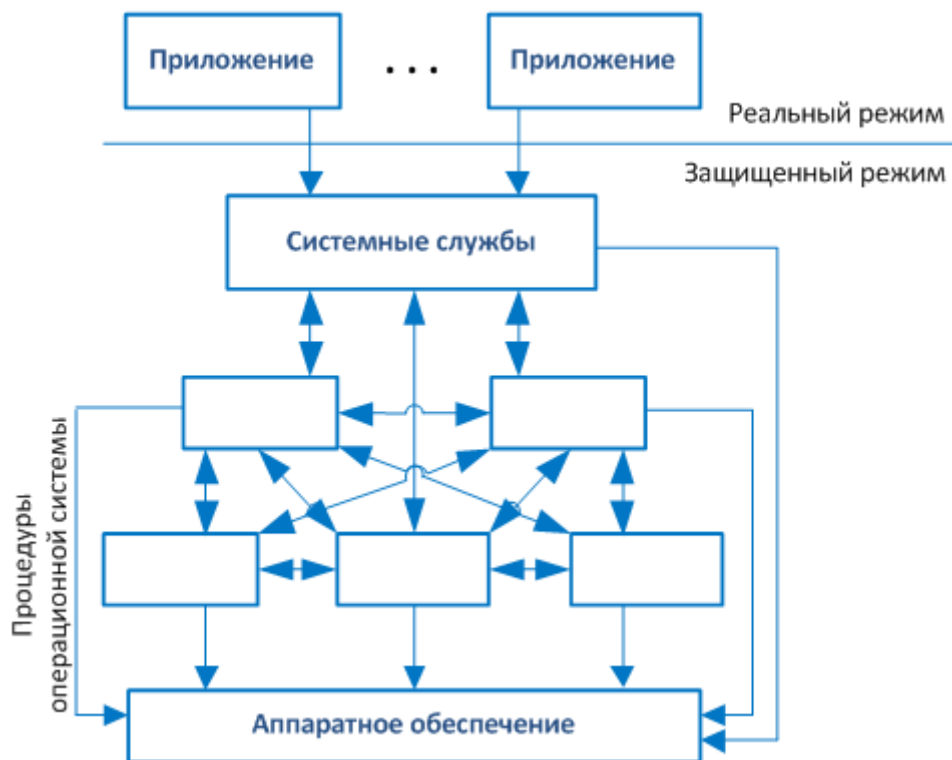 Приложение
. . .
Приложение
Реальный режим
Защищенный режим
Системные службы
Процедуры
операционной системы
Аппаратное обеспечение